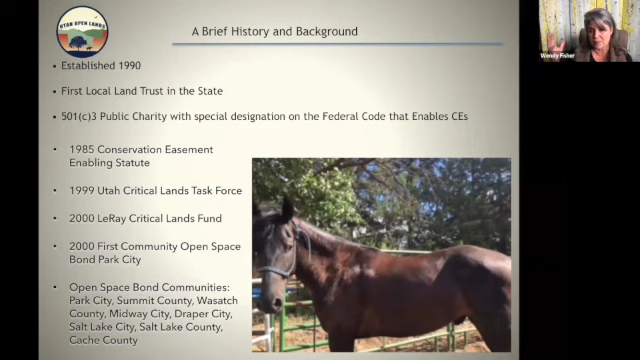 UTAH OPEN LANDS
A Brief History and Background
Wendy Fisher
• Established 1990
• First Local Land Trust in the State
• 501(c)3 Public Charity with special designation on the Federal Code that Enables CEs
• 1985 Conservation Easement
Enabling Statute
• 1999 Utah Critical Lands Task Force
• 2000 LeRay Critical Lands Fund
• 2000 First Community Open Space
Bond Park City
• Open Space Bond Communities:
Park City, Summit County, Wasatch
County, Midway City, Draper City,
Salt Lake City, Salt Lake County,
Cache County